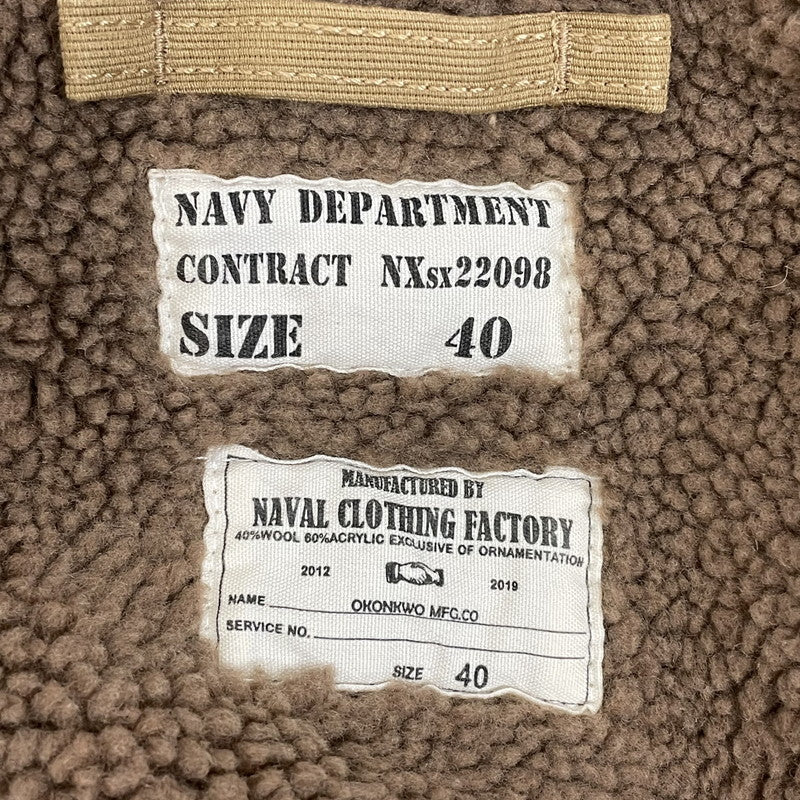 NAVY DEPARTMENT
CONTRACT NXsx22098
SIZE 40
MANUFACTURED BY
NAVAL CLOTHING FACTORY
40%WOOL 60%ACRYLIC EXCLUSIVE OF ORNAMENTATION
2012 2019
NAME OKONKWO MFG.CO
SERVICE NO.
SIZE 40